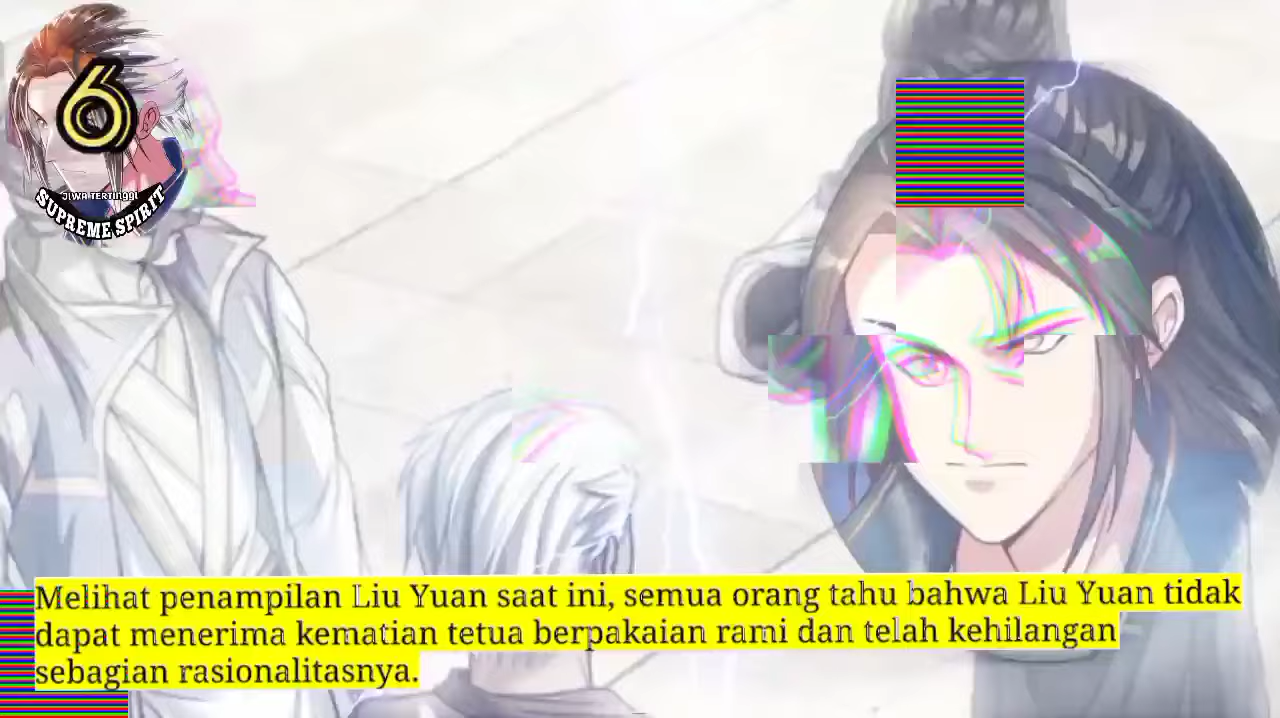 6
JIWA TERTINGGI
SUPREME SPIRIT
Melihat penampilan Liu Yuan saat ini, semua orang tahu bahwa Liu Yuan tidak
dapat menerima kematian tetua berpakaian rami dan telah kehilangan
sebagian rasionalitasnya.